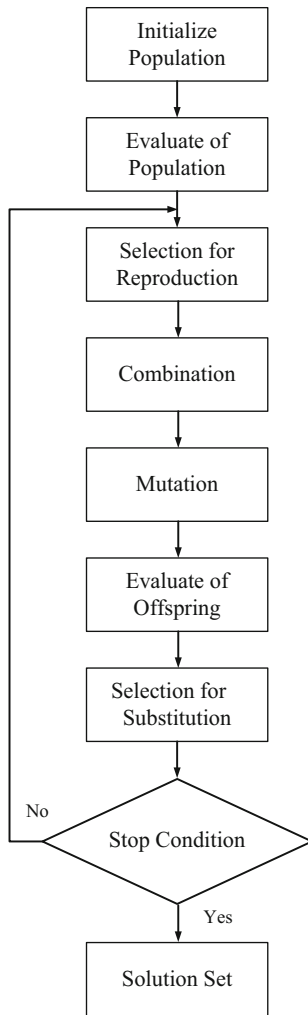 Initialize
Population
Evaluate of
Population
Selection for
Reproduction
Combination
Mutation
Evaluate of
Offspring
Selection for
Substitution
No
Stop Condition
Yes
Solution Set